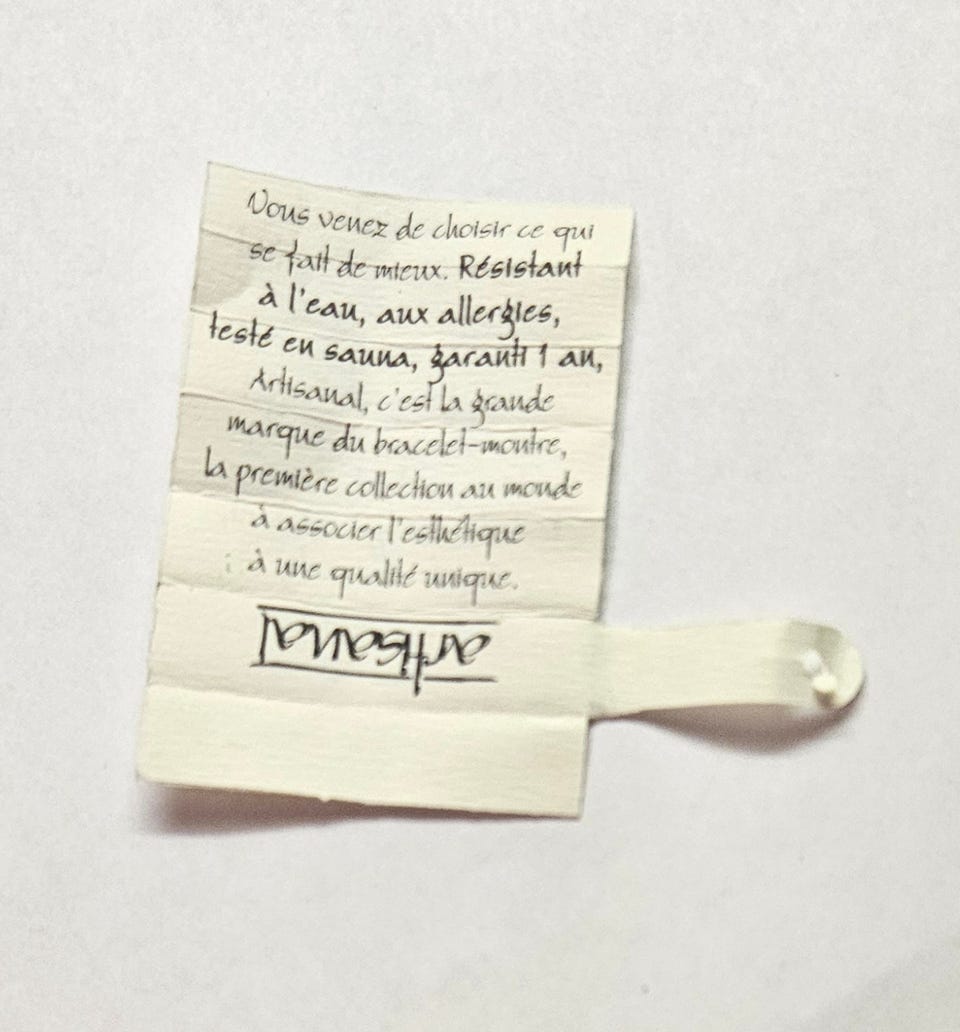 Vous venez de choisir ce qui
se fait de mieux. Résistant
à l'eau, aux allergies,
testé en sauna, garanti 1 an,
Artisanal, c'est la grande
marque du bracelet-montre,
la première collection au monde
à associer l'esthétique
à une qualité unique.
artisanal